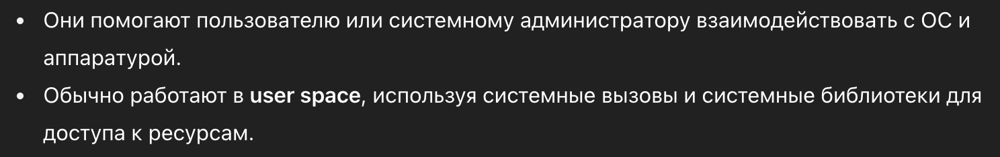 • Они помогают пользователю или системному администратору взаимодействовать с ОС и
аппаратурой.
• Обычно работают в user space, используя системные вызовы и системные библиотеки для
доступа к ресурсам.